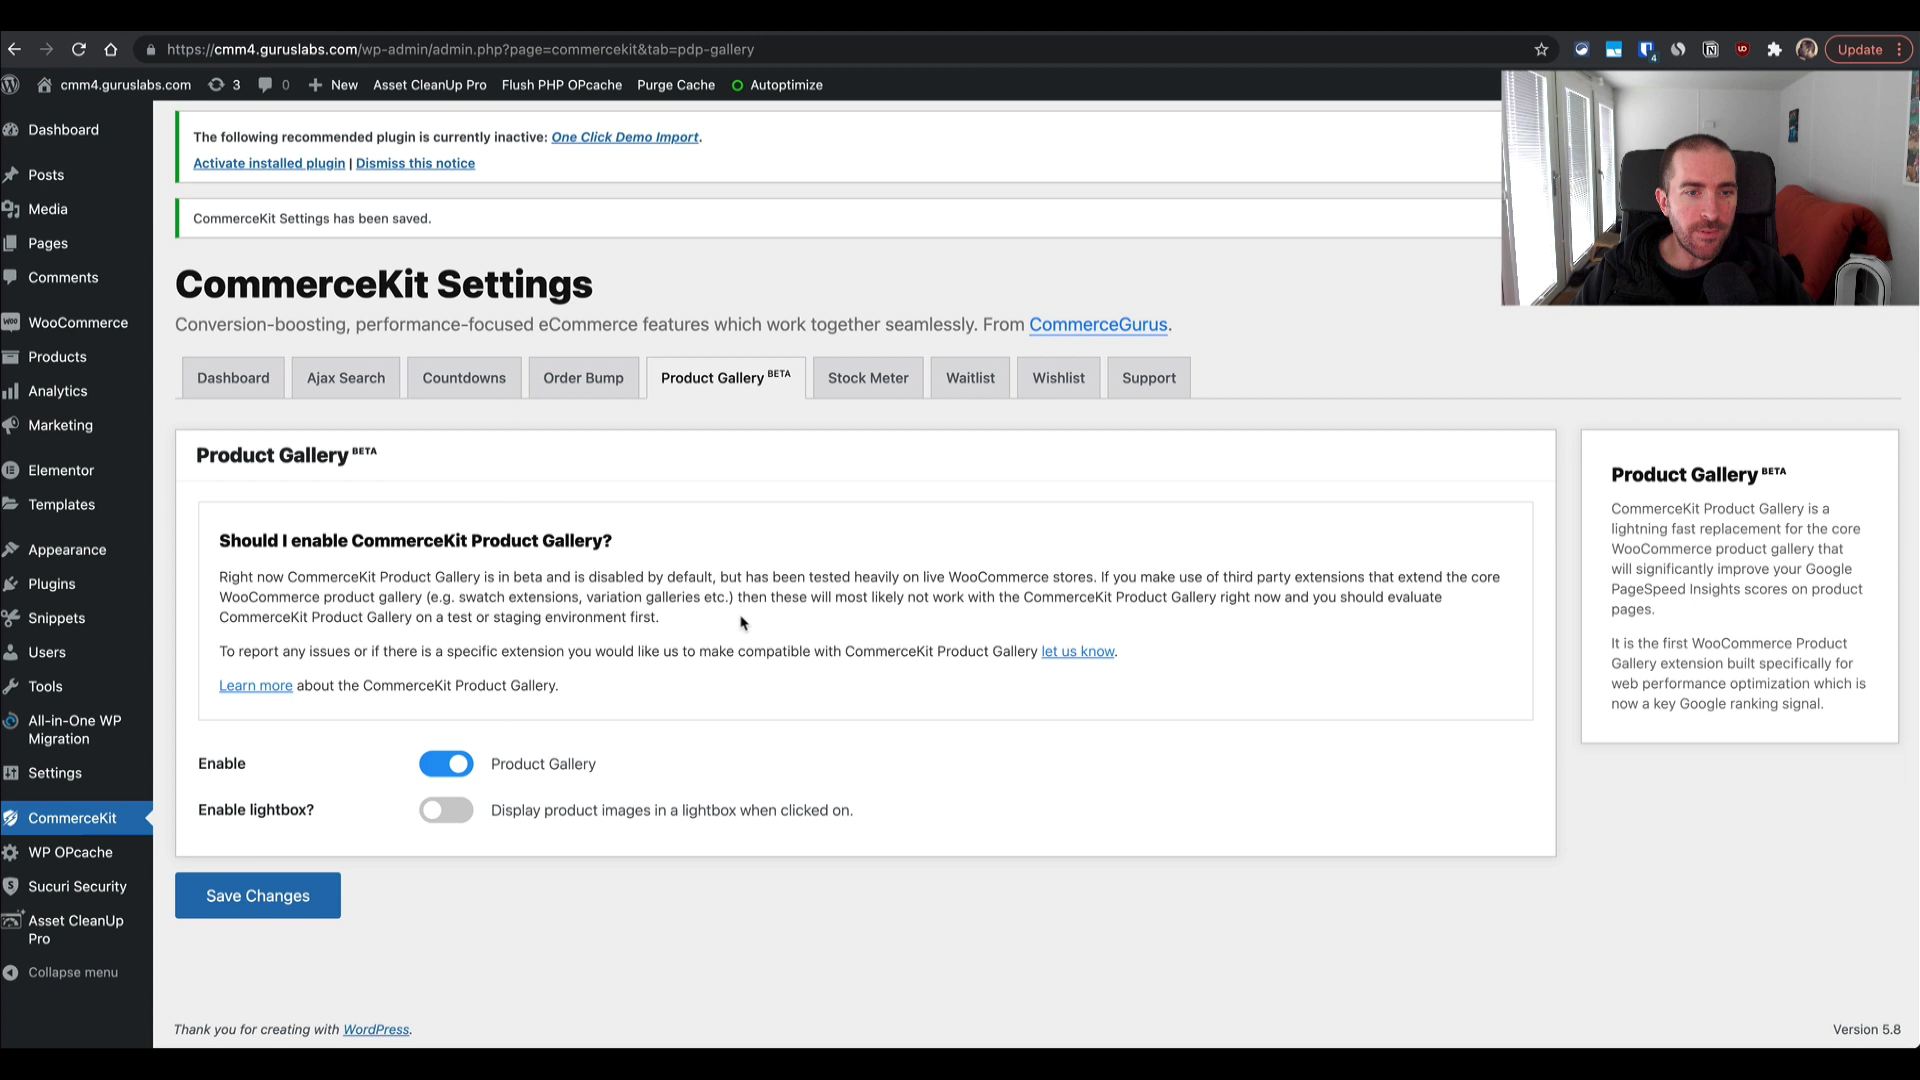 https://cmm4.guruslabs.com/wp-admin/admin.php?page=commercekit&tab=pdp-gallery
4
Update
cmm4.guruslabs.com 3 0 New Asset CleanUp Pro Flush PHP OPcache Purge Cache Autoptimize
Dashboard
Posts
Media
Pages
Comments
WooCommerce
Products
Analytics
Marketing
Elementor
Templates
Appearance
Plugins
Snippets
Users
Tools
All-in-One WP
Migration
Settings
CommerceKit
WP OPcache
Sucuri Security
Asset CleanUp
Pro
Collapse menu
The following recommended plugin is currently inactive: One Click Demo Import.
Activate installed plugin | Dismiss this notice
CommerceKit Settings has been saved.
CommerceKit Settings
Conversion-boosting, performance-focused eCommerce features which work together seamlessly. From CommerceGurus.
Dashboard Ajax Search Countdowns Order Bump Product Gallery BETA Stock Meter Waitlist Wishlist Support
Product Gallery BETA
Should I enable CommerceKit Product Gallery?
Right now CommerceKit Product Gallery is in beta and is disabled by default, but has been tested heavily on live WooCommerce stores. If you make use of third party extensions that extend the core
WooCommerce product gallery (e.g. swatch extensions, variation galleries etc.) then these will most likely not work with the CommerceKit Product Gallery right now and you should evaluate
CommerceKit Product Gallery on a test or staging environment first.
To report any issues or if there is a specific extension you would like us to make compatible with CommerceKit Product Gallery let us know.
Learn more about the CommerceKit Product Gallery.
Enable Product Gallery
Enable lightbox? Display product images in a lightbox when clicked on.
Save Changes
Product Gallery BETA
CommerceKit Product Gallery is a
lightning fast replacement for the core
WooCommerce product gallery that
will significantly improve your Google
PageSpeed Insights scores on product
pages.
It is the first WooCommerce Product
Gallery extension built specifically for
web performance optimization which is
now a key Google ranking signal.
Thank you for creating with WordPress.
Version 5.8